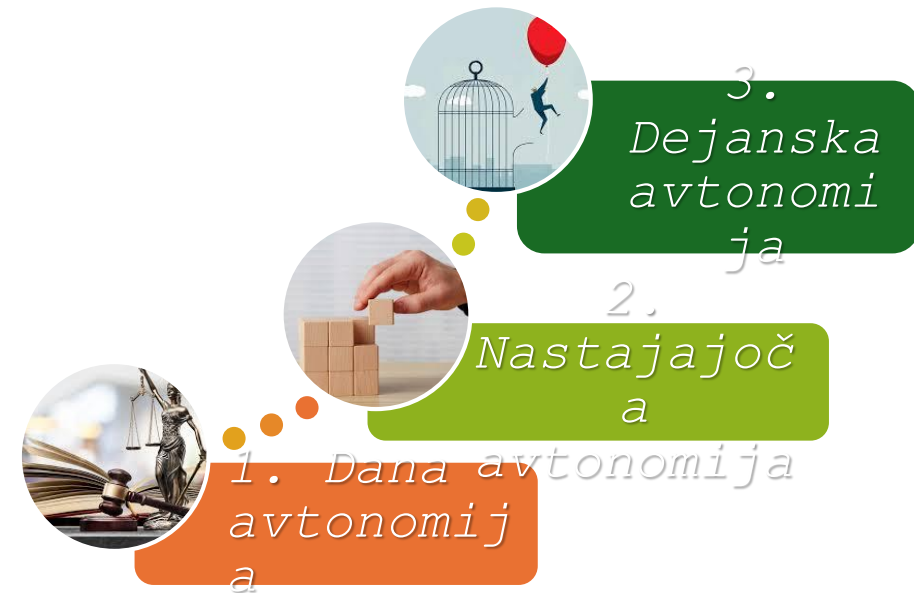 3.
Dejanska
avtonomi
ja
2.
Nastajajoč
a
avtonomija
1. Dana
avtonomij
a